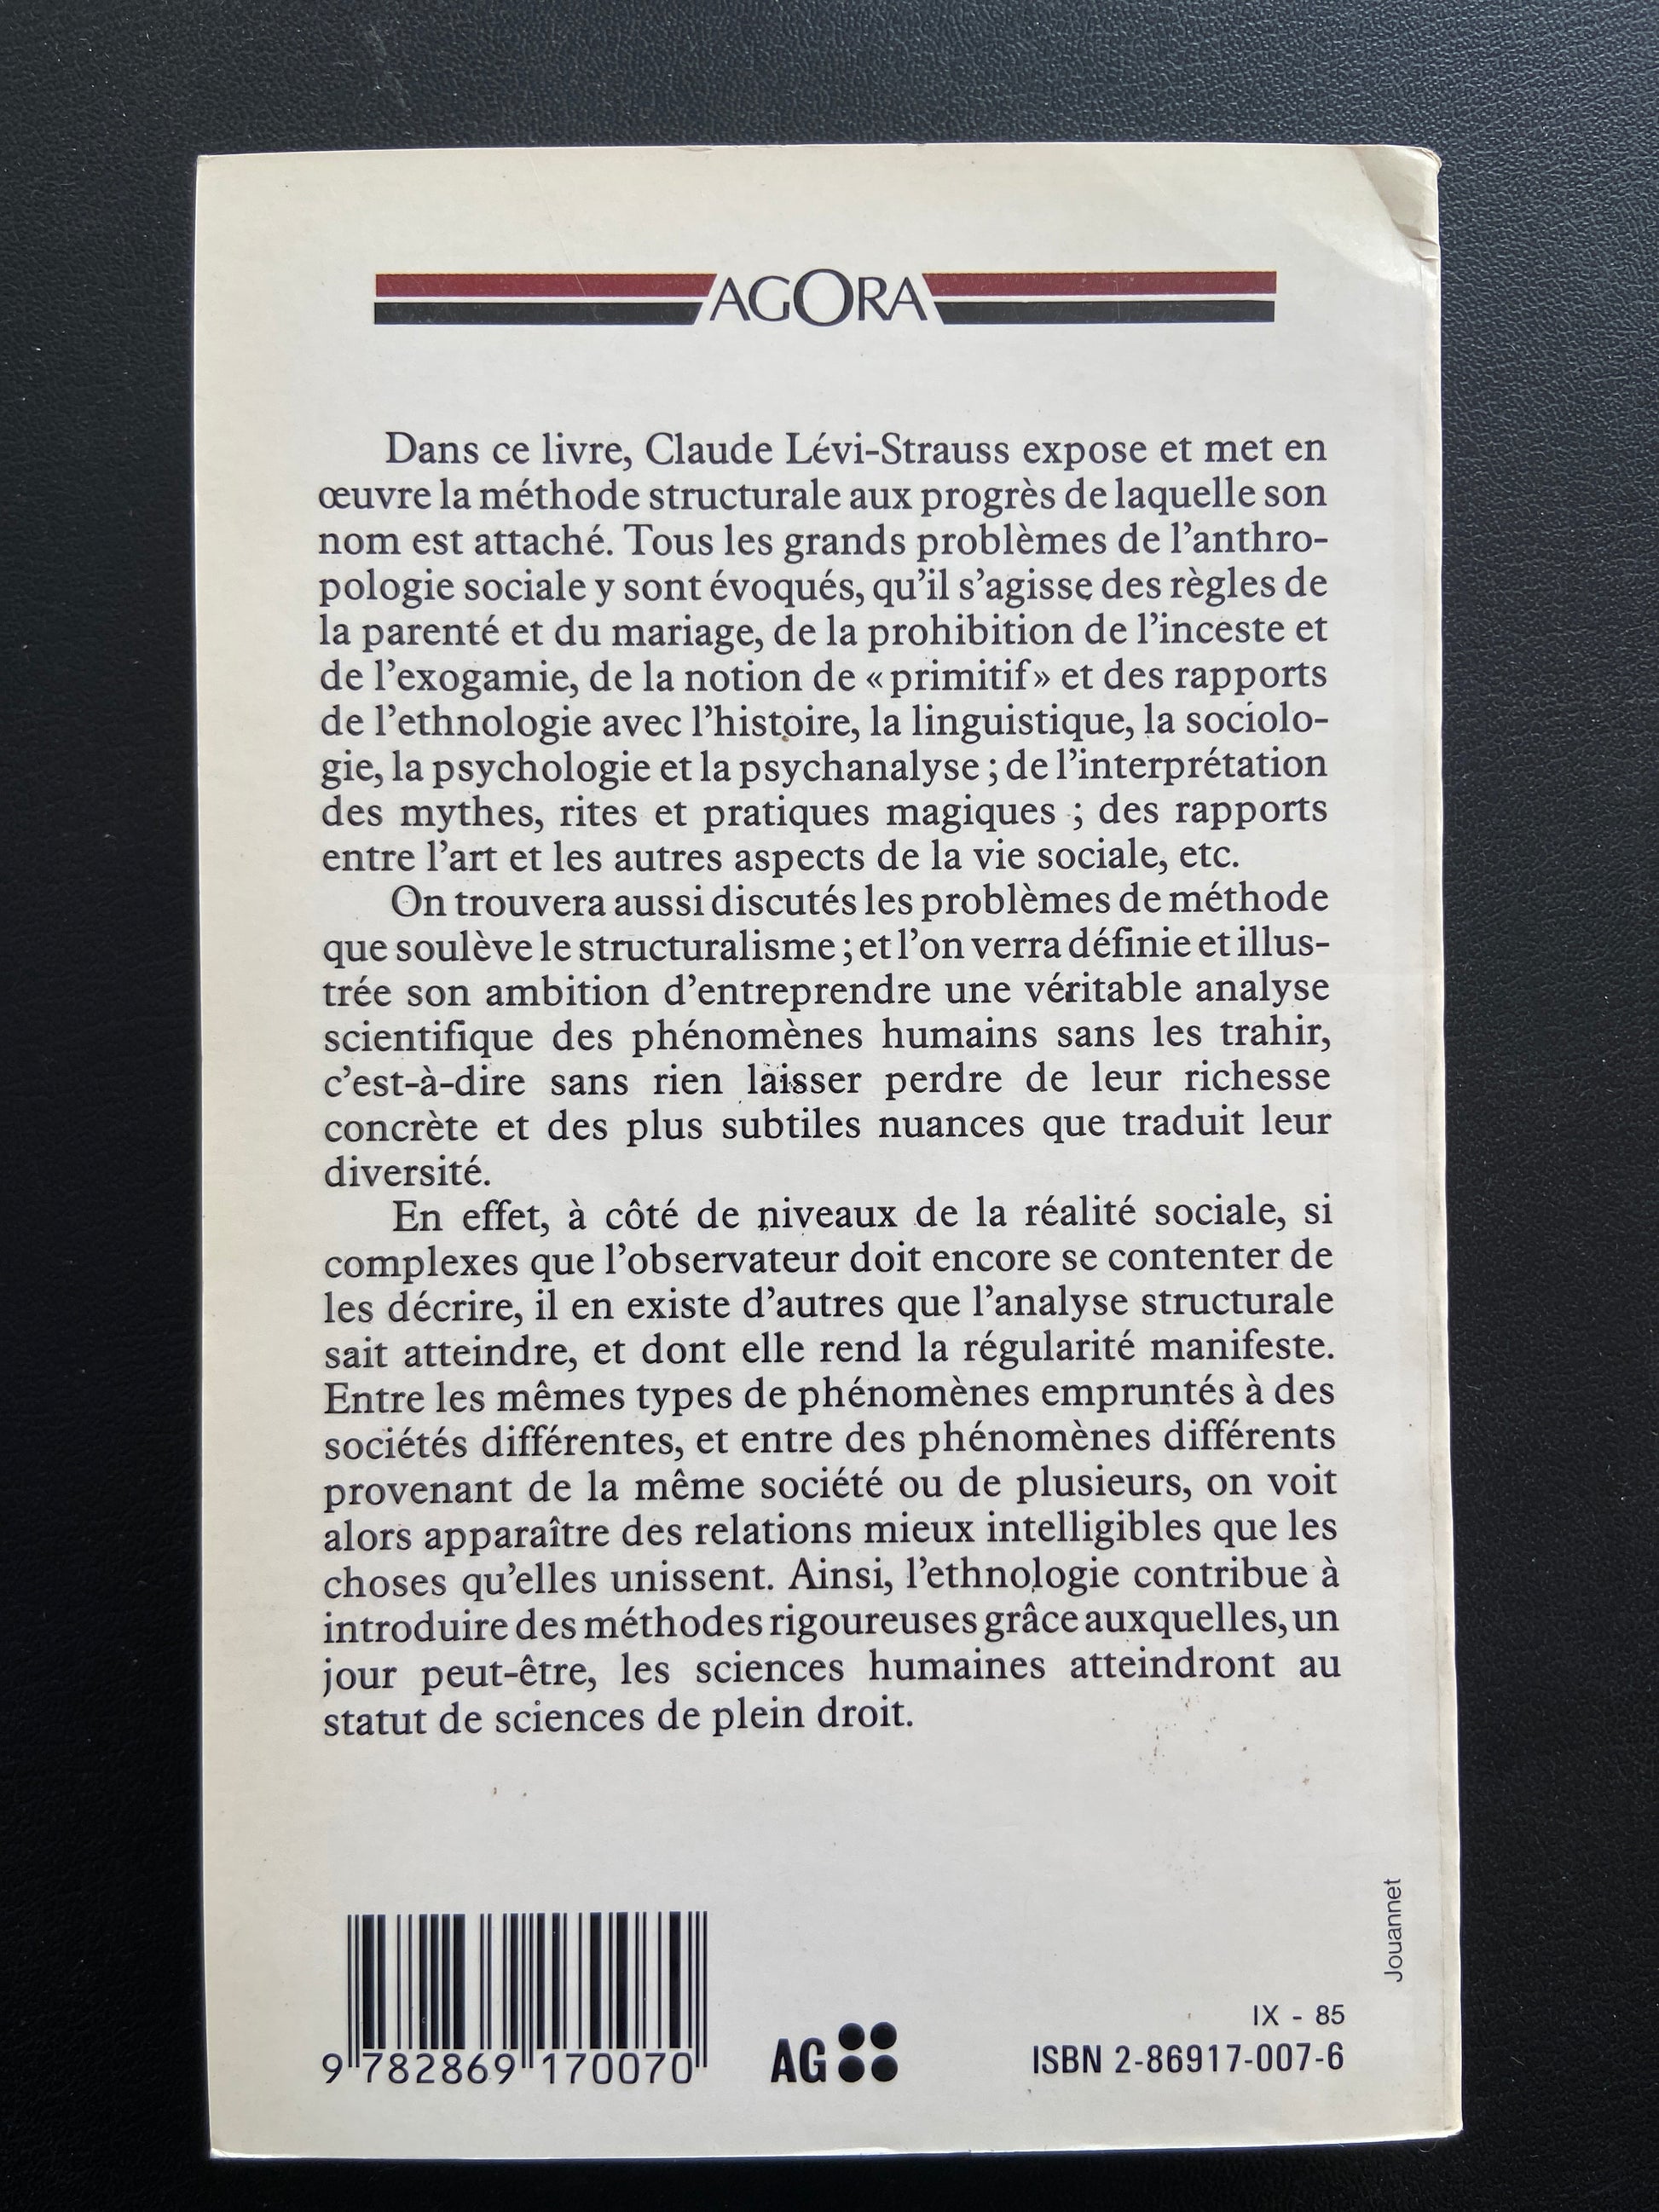 AGORA
Dans ce livre, Claude Lévi-Strauss expose et met en
œuvre la méthode structurale aux progrès de laquelle son
nom est attaché. Tous les grands problèmes de l'anthro-
pologie sociale y sont évoqués, qu'il s'agisse des règles de
la parenté et du mariage, de la prohibition de l'inceste et
de l'exogamie, de la notion de « primitif » et des rapports
de l'ethnologie avec l'histoire, la linguistique, la sociolo-
gie, la psychologie et la psychanalyse ; de l'interprétation
des mythes, rites et pratiques magiques ; des rapports
entre l'art et les autres aspects de la vie sociale, etc.
On trouvera aussi discutés les problèmes de méthode
que soulève le structuralisme ; et l'on verra définie et illus-
trée son ambition d'entreprendre une véritable analyse
scientifique des phénomènes humains sans les trahir,
c'est-à-dire sans rien laisser perdre de leur richesse
concrète et des plus subtiles nuances que traduit leur
diversité.
En effet, à côté de niveaux de la réalité sociale, si
complexes que l'observateur doit encore se contenter de
les décrire, il en existe d'autres que l'analyse structurale
sait atteindre, et dont elle rend la régularité manifeste.
Entre les mêmes types de phénomènes empruntés à des
sociétés différentes, et entre des phénomènes différents
provenant de la même société ou de plusieurs, on voit
alors apparaître des relations mieux intelligibles que les
choses qu'elles unissent. Ainsi, l'ethnologie contribue à
introduire des méthodes rigoureuses grâce auxquelles, un
jour peut-être, les sciences humaines atteindront au
statut de sciences de plein droit.
Jouannet
IX - 85
9 782869 170070
AG
ISBN 2-86917-007-6